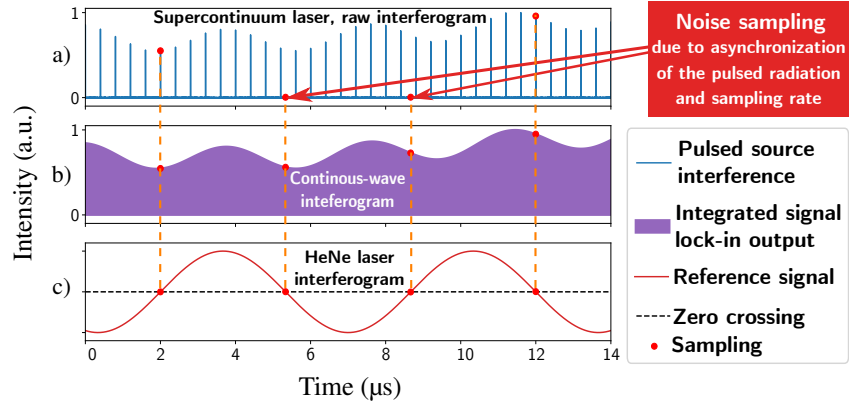 Supercontinuum laser, raw interferogram
a)
1
0
Noise sampling
due to asynchronization
of the pulsed radiation
and sampling rate
Intensity (a.u.)
b)
1
0
Continous-wave
inteferogram
c)
HeNe laser
interferogram
0 2 4 6 8 10 12 14
Time (μs)
Pulsed source
interference
Integrated signal
lock-in output
Reference signal
Zero crossing
Sampling